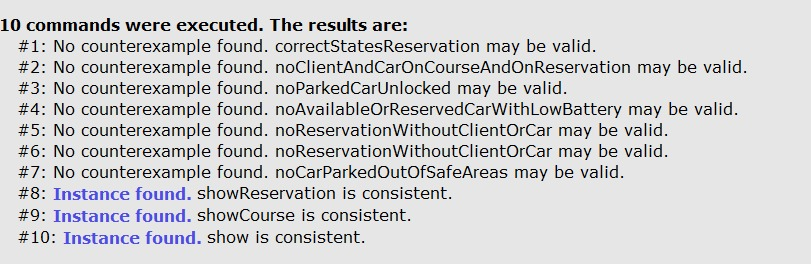 10 commands were executed. The results are:
#1: No counterexample found. correctStatesReservation may be valid.
#2: No counterexample found. noClientAndCarOnCourseAndOnReservation may be valid.
#3: No counterexample found. noParkedCarUnlocked may be valid.
#4: No counterexample found. noAvailableOrReservedCarWithLowBattery may be valid.
#5: No counterexample found. noReservationWithoutClientOrCar may be valid.
#6: No counterexample found. noReservationWithoutClientOrCar may be valid.
#7: No counterexample found. noCarParkedOutOfSafeAreas may be valid.
#8: Instance found. showReservation is consistent.
#9: Instance found. showCourse is consistent.
#10: Instance found. show is consistent.